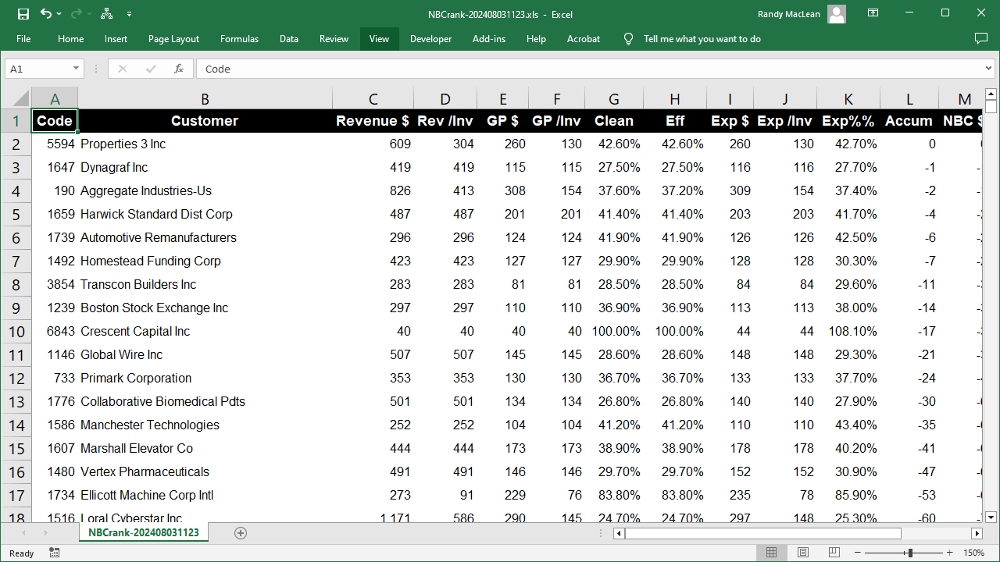 NBCrank-202408031123.xls - Excel
Randy MacLean
File Home Insert Page Layout Formulas Data Review View Developer Add-ins Help Acrobat Tell me what you want to do
A1 fx Code
A B C D E F G H I J K L M
1 Code Customer Revenue $ Rev /Inv GP $ GP /Inv Clean Eff Exp $ Exp /Inv Exp%% Accum NBC $
2 5594 Properties 3 Inc 609 304 260 130 42.60% 42.60% 260 130 42.70% 0
3 1647 Dynagraf Inc 419 419 115 115 27.50% 27.50% 116 116 27.70% -1
4 190 Aggregate Industries-Us 826 413 308 154 37.60% 37.20% 309 154 37.40% -2
5 1659 Harwick Standard Dist Corp 487 487 201 201 41.40% 41.40% 203 203 41.70% -4
6 1739 Automotive Remanufacturers 296 296 124 124 41.90% 41.90% 126 126 42.50% -6
7 1492 Homestead Funding Corp 423 423 127 127 29.90% 29.90% 128 128 30.30% -7
8 3854 Transcon Builders Inc 283 283 81 81 28.50% 28.50% 84 84 29.60% -11
9 1239 Boston Stock Exchange Inc 297 297 110 110 36.90% 36.90% 113 113 38.00% -14
10 6843 Crescent Capital Inc 40 40 40 40 100.00% 100.00% 44 44 108.10% -17
11 1146 Global Wire Inc 507 507 145 145 28.60% 28.60% 148 148 29.30% -21
12 733 Primark Corporation 353 353 130 130 36.70% 36.70% 133 133 37.70% -24
13 1776 Collaborative Biomedical Pdts 501 501 134 134 26.80% 26.80% 140 140 27.90% -30
14 1586 Manchester Technologies 252 252 104 104 41.20% 41.20% 110 110 43.40% -35
15 1607 Marshall Elevator Co 444 444 173 173 38.90% 38.90% 178 178 40.20% -41
16 1480 Vertex Pharmaceuticals 491 491 146 146 29.70% 29.70% 152 152 30.90% -47
17 1734 Ellicott Machine Corp Intl 273 91 229 76 83.80% 83.80% 235 78 85.90% -53
18 1516 Loral Cyberstar Inc 1,171 586 290 145 24.70% 24.70% 297 148 25.30% -60
NBCrank-202408031123
Ready 150%